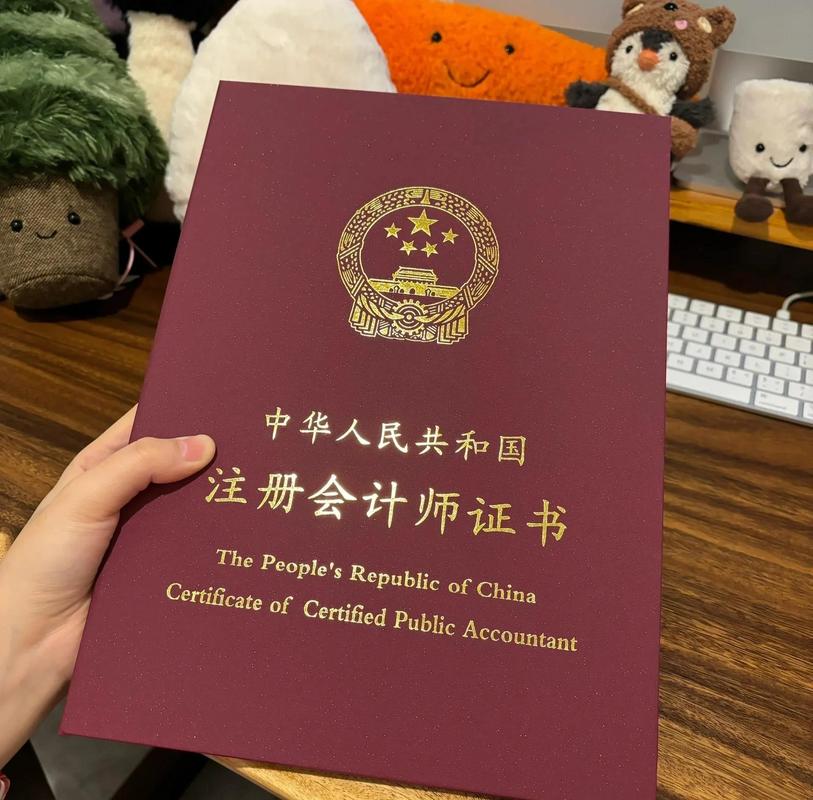 中华人民共和国
注册会计师证书
The People's Republic of China
Certificate of Certified Public Accountant